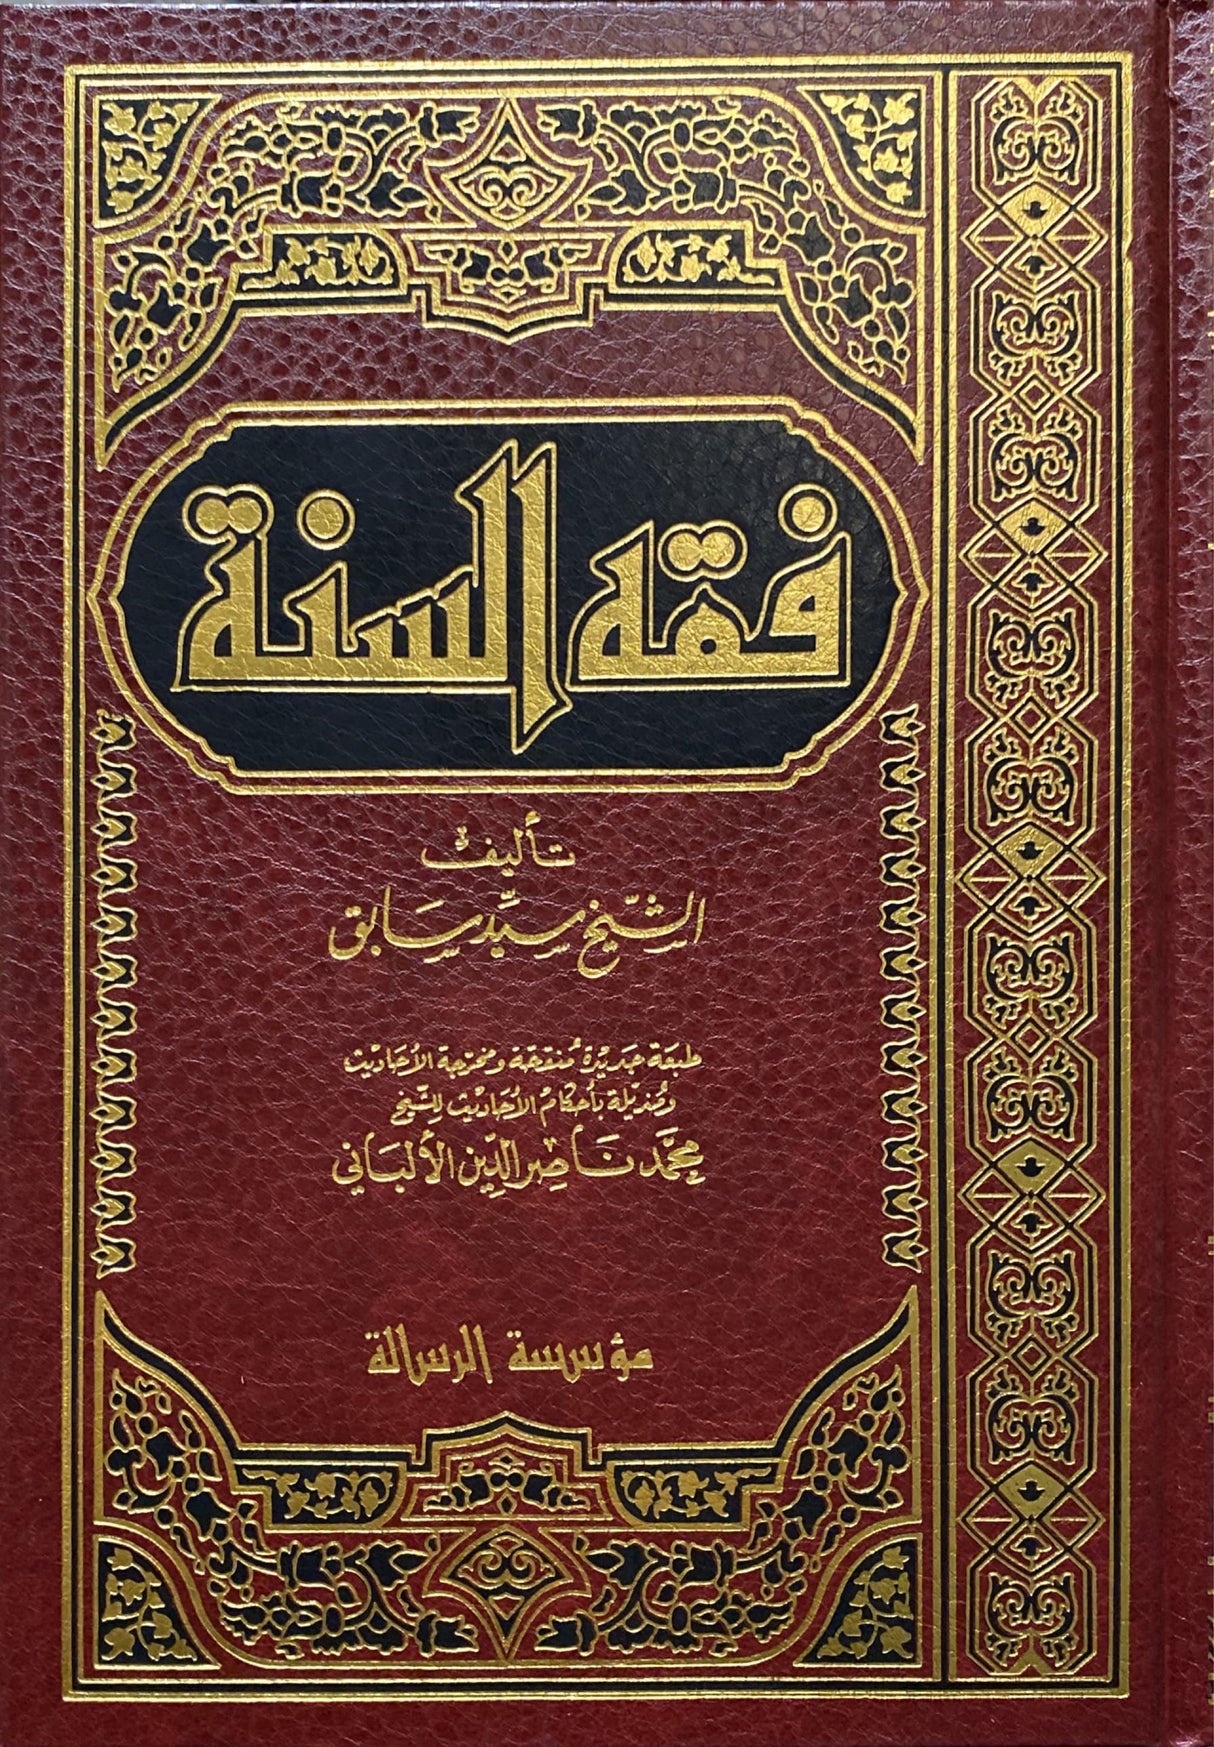 فقه السنة
تأليف
الشيخ سيد سابق
طبعة جديدة منقحة ومخرجة الأحاديث
ومذيلة بأحكام الأحاديث للشيخ
محمد ناصر الدين الألباني
مؤسسة الرسالة